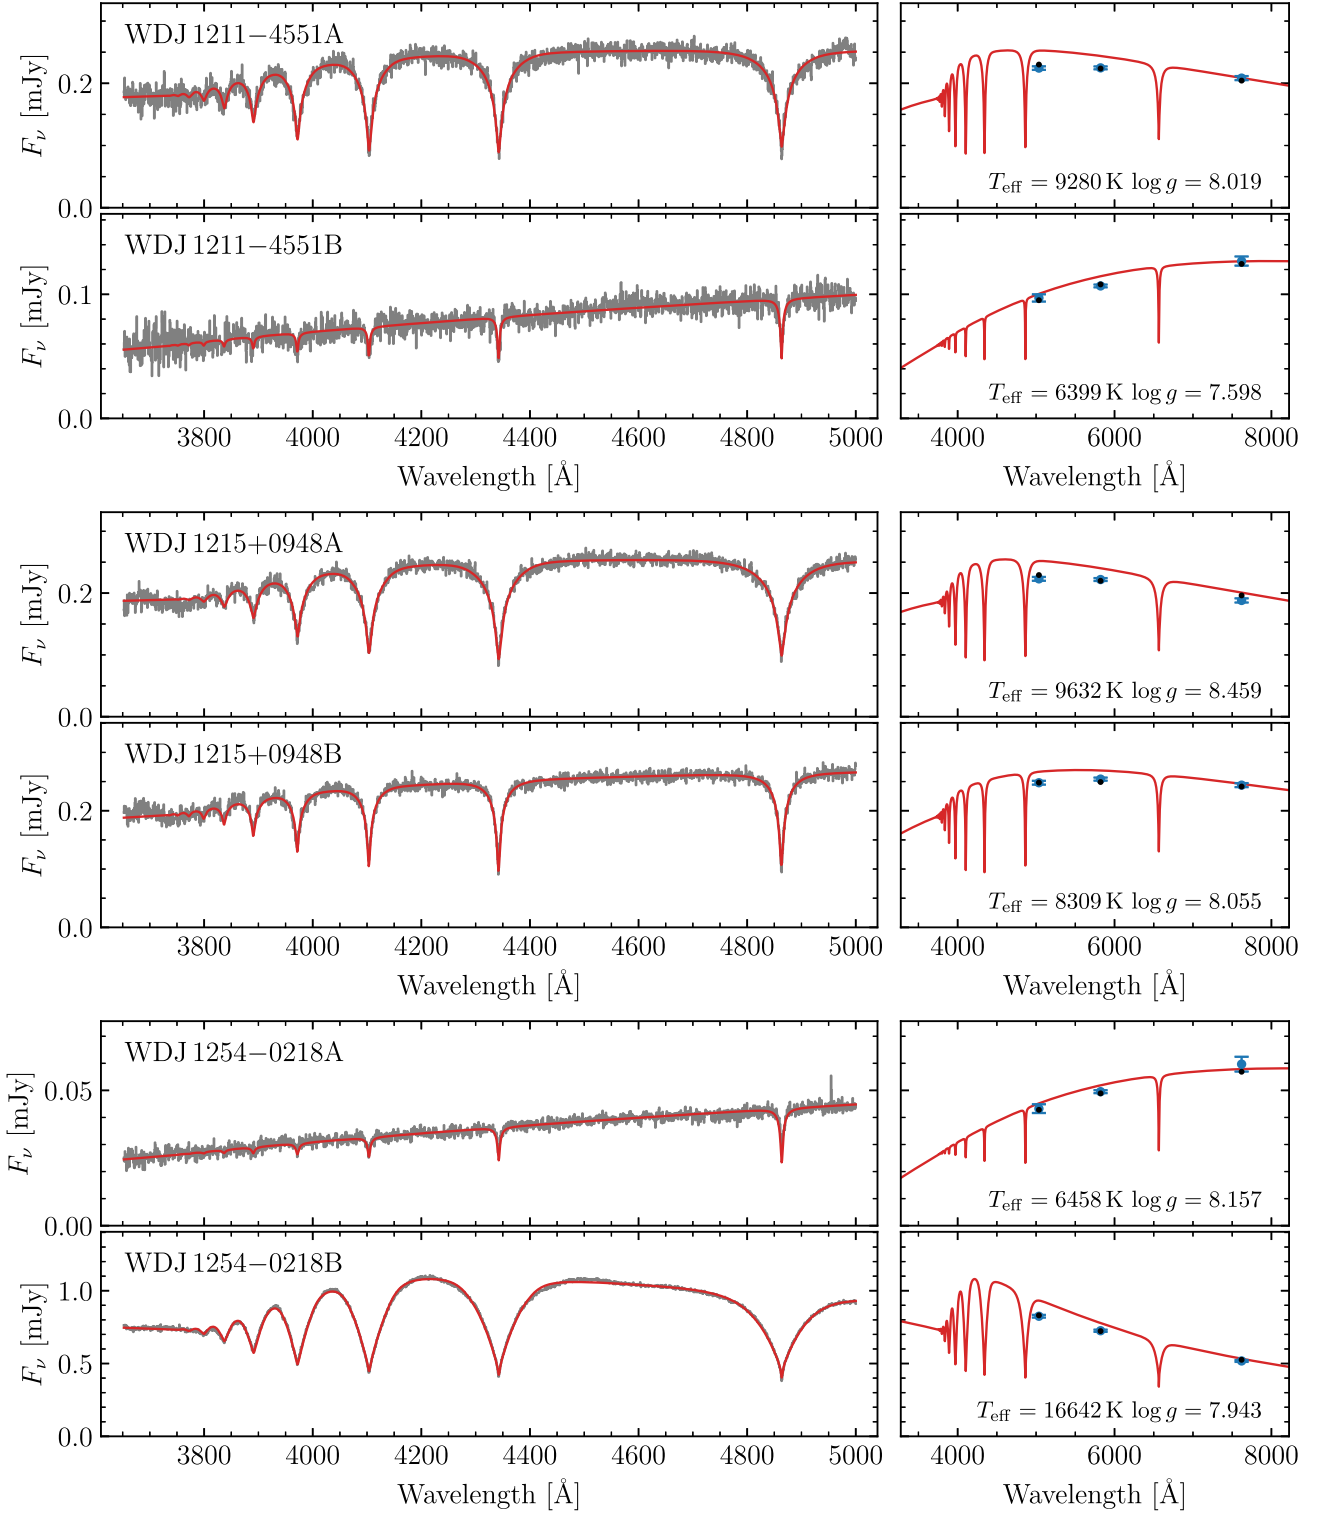 WDJ 1211−4551A
0.2
0.0
F_ν [mJy]
T_eff = 9280 K log g = 8.019
WDJ 1211−4551B
0.1
0.0
F_ν [mJy]
T_eff = 6399 K log g = 7.598
3800 4000 4200 4400 4600 4800 5000
4000 6000 8000
Wavelength [Å]
Wavelength [Å]
WDJ 1215+0948A
0.2
0.0
F_ν [mJy]
T_eff = 9632 K log g = 8.459
WDJ 1215+0948B
0.2
0.0
F_ν [mJy]
T_eff = 8309 K log g = 8.055
3800 4000 4200 4400 4600 4800 5000
4000 6000 8000
Wavelength [Å]
Wavelength [Å]
WDJ 1254−0218A
0.05
0.00
F_ν [mJy]
T_eff = 6458 K log g = 8.157
WDJ 1254−0218B
1.0
0.5
0.0
F_ν [mJy]
T_eff = 16642 K log g = 7.943
3800 4000 4200 4400 4600 4800 5000
4000 6000 8000
Wavelength [Å]
Wavelength [Å]